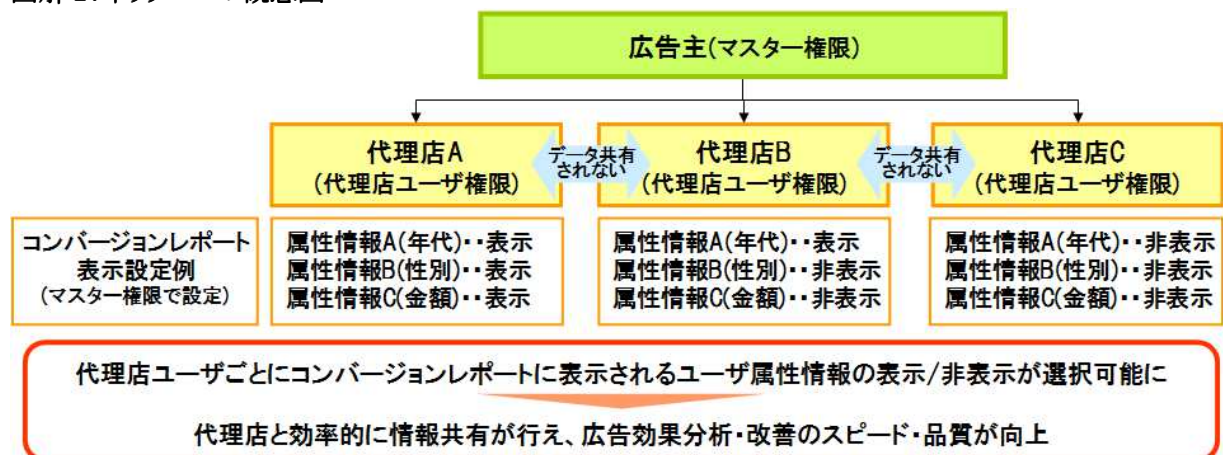 広告主(マスター権限)
代理店A
(代理店ユーザ権限)
データ共有
されない
代理店B
(代理店ユーザ権限)
データ共有
されない
代理店C
(代理店ユーザ権限)
コンバージョンレポート
表示設定例
(マスター権限で設定)
属性情報A(年代)・・表示
属性情報B(性別)・・表示
属性情報C(金額)・・表示
属性情報A(年代)・・表示
属性情報B(性別)・・非表示
属性情報C(金額)・・非表示
属性情報A(年代)・・非表示
属性情報B(性別)・・非表示
属性情報C(金額)・・非表示
代理店ユーザごとにコンバージョンレポートに表示されるユーザ属性情報の表示/非表示が選択可能に
代理店と効率的に情報共有が行え、広告効果分析・改善のスピード・品質が向上